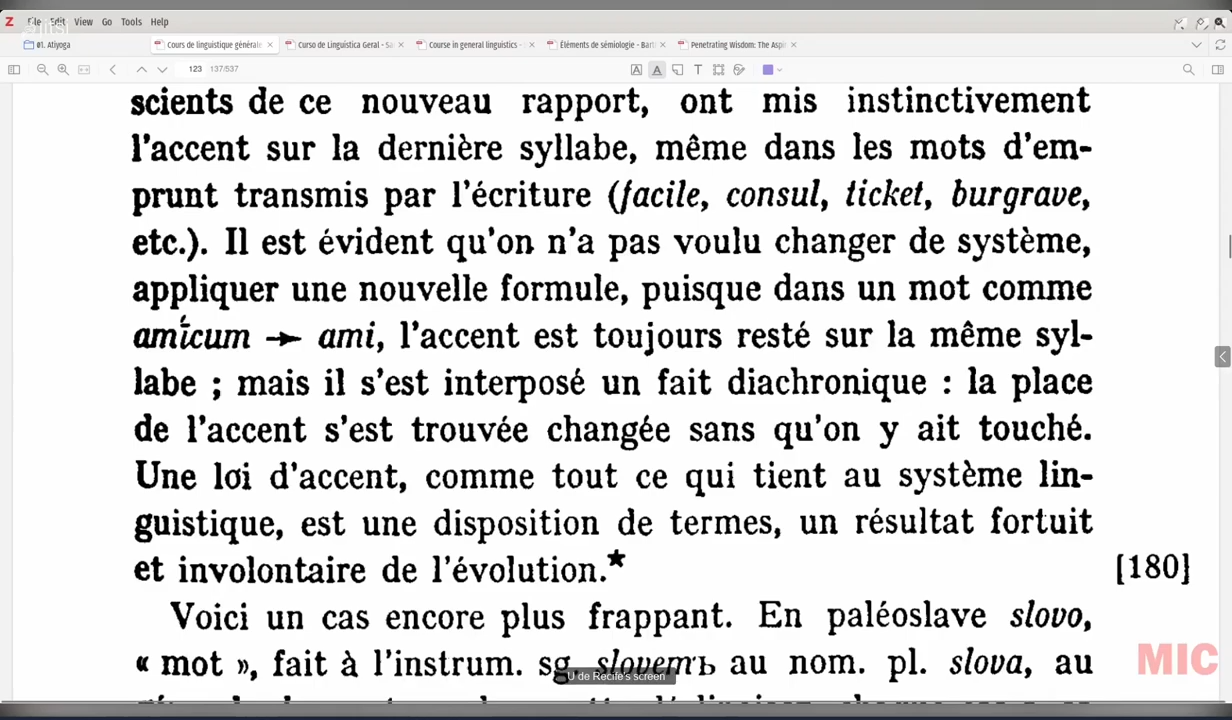 File Edit View Go Tools Help
#1. Atiyoga
Cours de linguistique générale
Curso de Linguística Geral - Sa
Course in general linguistics -
Éléments de sémiologie - Bart
Penetrating Wisdom: The Aspi
123 137/537
scients de ce nouveau rapport, ont mis instinctivement
l'accent sur la dernière syllabe, même dans les mots d'em-
prunt transmis par l'écriture (facile, consul, ticket, burgrave,
etc.). Il est évident qu'on n'a pas voulu changer de système,
appliquer une nouvelle formule, puisque dans un mot comme
amī́cum → ami, l'accent est toujours resté sur la même syl-
labe ; mais il s'est interposé un fait diachronique : la place
de l'accent s'est trouvée changée sans qu'on y ait touché.
Une loi d'accent, comme tout ce qui tient au système lin-
guistique, est une disposition de termes, un résultat fortuit
et involontaire de l'évolution.★ [180]
Voici un cas encore plus frappant. En paléoslave slovo,
« mot », fait à l'instrum. sg. slovemъ au nom. pl. slova, au
U de Recife's screen
MIC